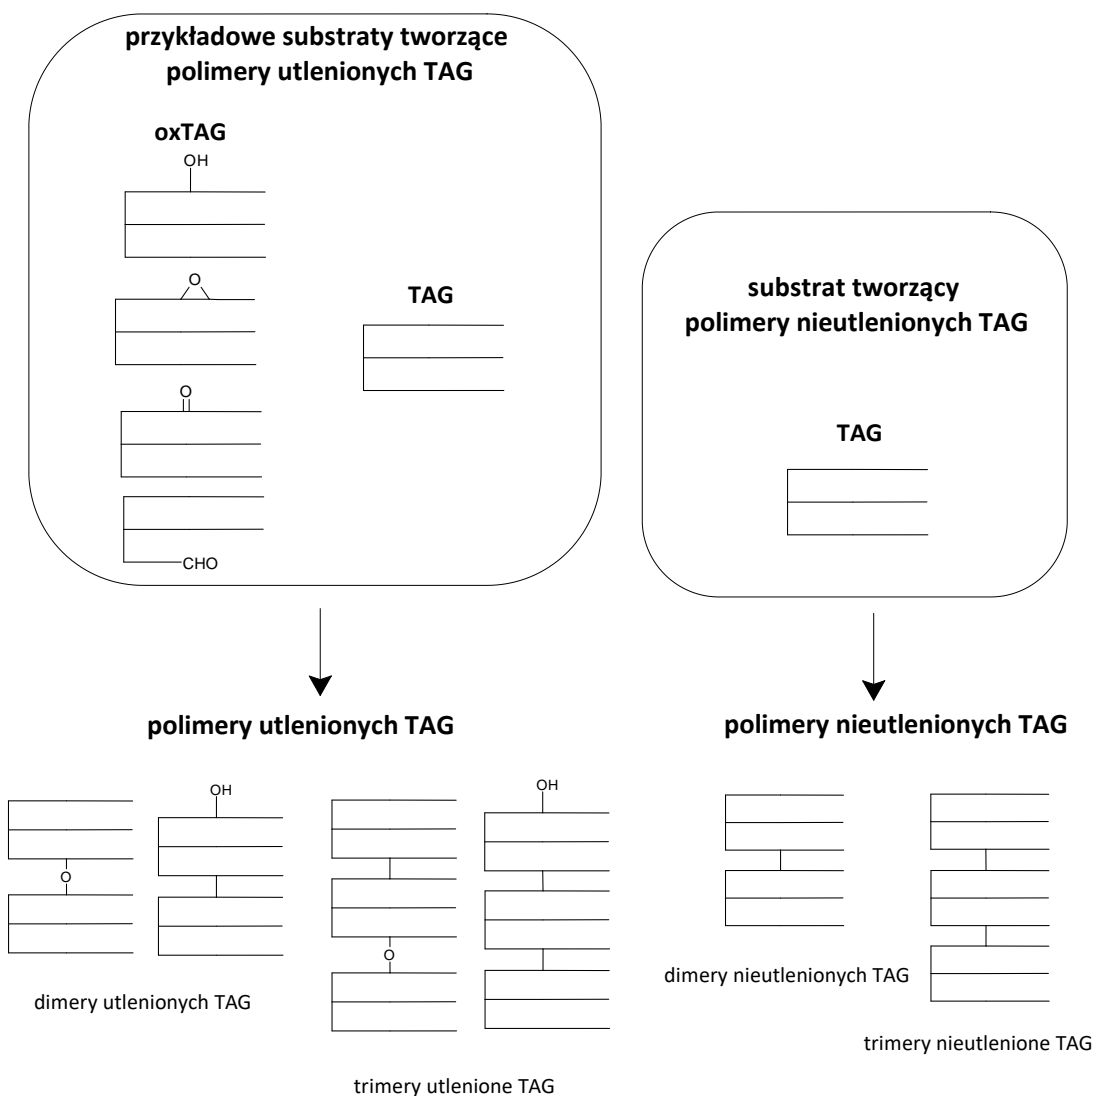 przykładowe substraty tworzące
polimery utlenionych TAG
oxTAG
OH
O
TAG
O
CHO
substrat tworzący
polimery nieutlenionych TAG
TAG
polimery utlenionych TAG
polimery nieutlenionych TAG
O
OH
O
OH
dimery utlenionych TAG
trimery utlenione TAG
dimery nieutlenionych TAG
trimery nieutlenione TAG